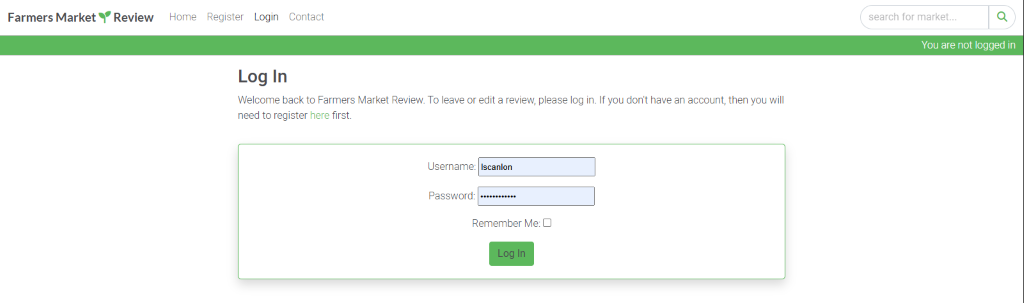 Farmers Market Review Home Register Login Contact search for market...
You are not logged in
Log In
Welcome back to Farmers Market Review. To leave or edit a review, please log in. If you don't have an account, then you will
need to register here first.
Username: lscanlon
Password: ••••••••••••
Remember Me:
Log In